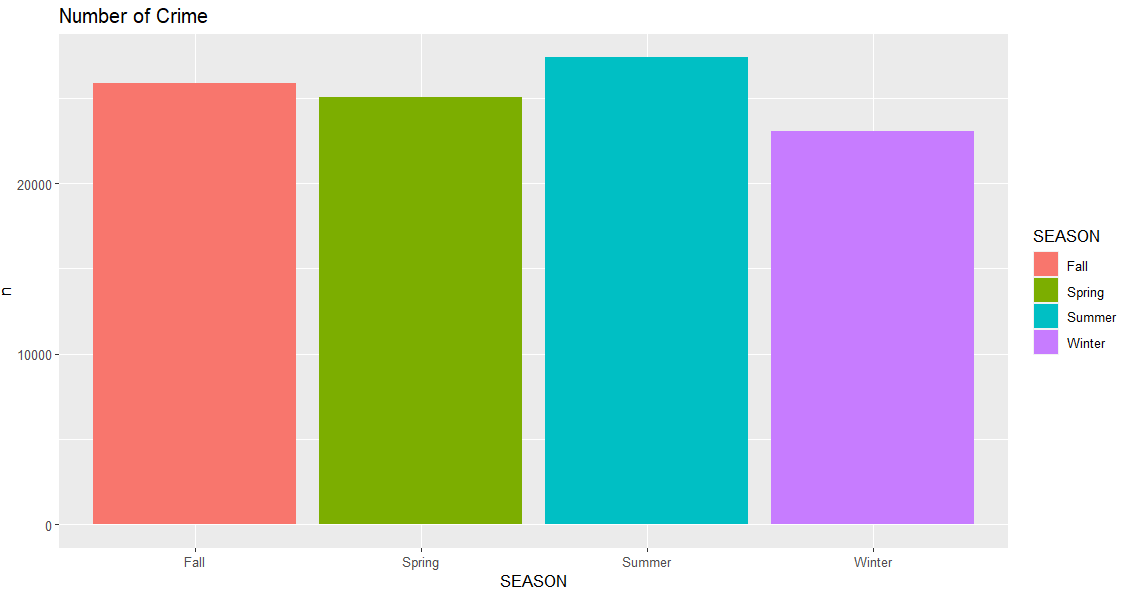 Number of Crime
20000
10000
0
n
Fall
Spring
Summer
Winter
SEASON
SEASON
Fall
Spring
Summer
Winter